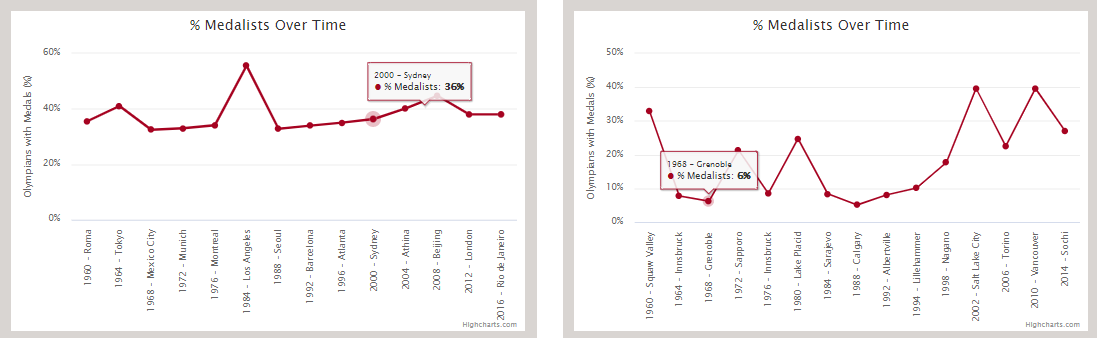 % Medalists Over Time
Olympians with Medals (%)
60%
40%
20%
0%
2000 – Sydney
● % Medalists: 36%
1960 – Roma
1964 – Tokyo
1968 – Mexico City
1972 – Munich
1976 – Montreal
1984 – Los Angeles
1988 – Seoul
1992 – Barcelona
1996 – Atlanta
2000 – Sydney
2004 – Athina
2008 – Beijing
2012 – London
2016 – Rio de Janeiro
Highcharts.com
% Medalists Over Time
Olympians with Medals (%)
50%
40%
30%
20%
10%
0%
1968 – Grenoble
● % Medalists: 6%
1960 – Squaw Valley
1964 – Innsbruck
1968 – Grenoble
1972 – Sapporo
1976 – Innsbruck
1980 – Lake Placid
1984 – Sarajevo
1988 – Calgary
1992 – Albertville
1994 – Lillehammer
1998 – Nagano
2002 – Salt Lake City
2006 – Torino
2010 – Vancouver
2014 – Sochi
Highcharts.com